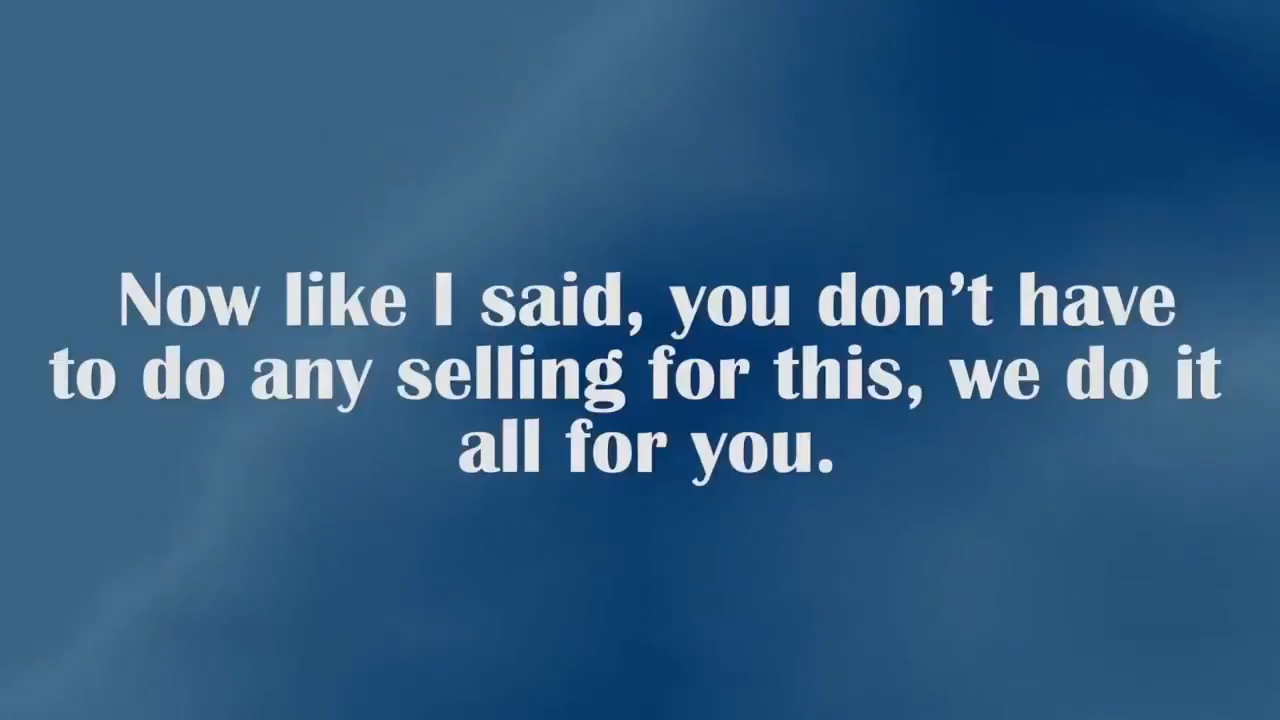 Now like I said, you don’t have
to do any selling for this, we do it
all for you.